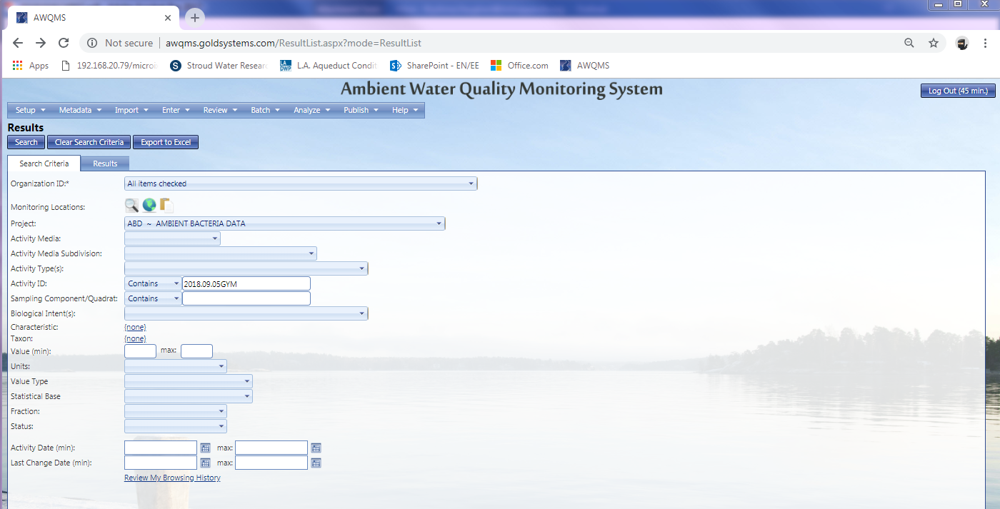 AWQMS
Not secure awqms.goldsystems.com/ResultList.aspx?mode=ResultList
Apps 192.168.20.79/microb Stroud Water Resear LA DWP L.A. Aqueduct Condit SharePoint - EN/EE Office.com AWQMS
Ambient Water Quality Monitoring System
Log Out (45 min.)
Setup Metadata Import Enter Review Batch Analyze Publish Help
Results
Search Clear Search Criteria Export to Excel
Search Criteria Results
Organization ID:* All items checked
Monitoring Locations:
Project: ABD ~ AMBIENT BACTERIA DATA
Activity Media:
Activity Media Subdivision:
Activity Type(s):
Activity ID: Contains 2018.09.05GYM
Sampling Component/Quadrat: Contains
Biological Intent(s):
Characteristic: {none}
Taxon: {none}
Value (min): max:
Units:
Value Type
Statistical Base
Fraction:
Status:
Activity Date (min): max:
Last Change Date (min): max:
Review My Browsing History